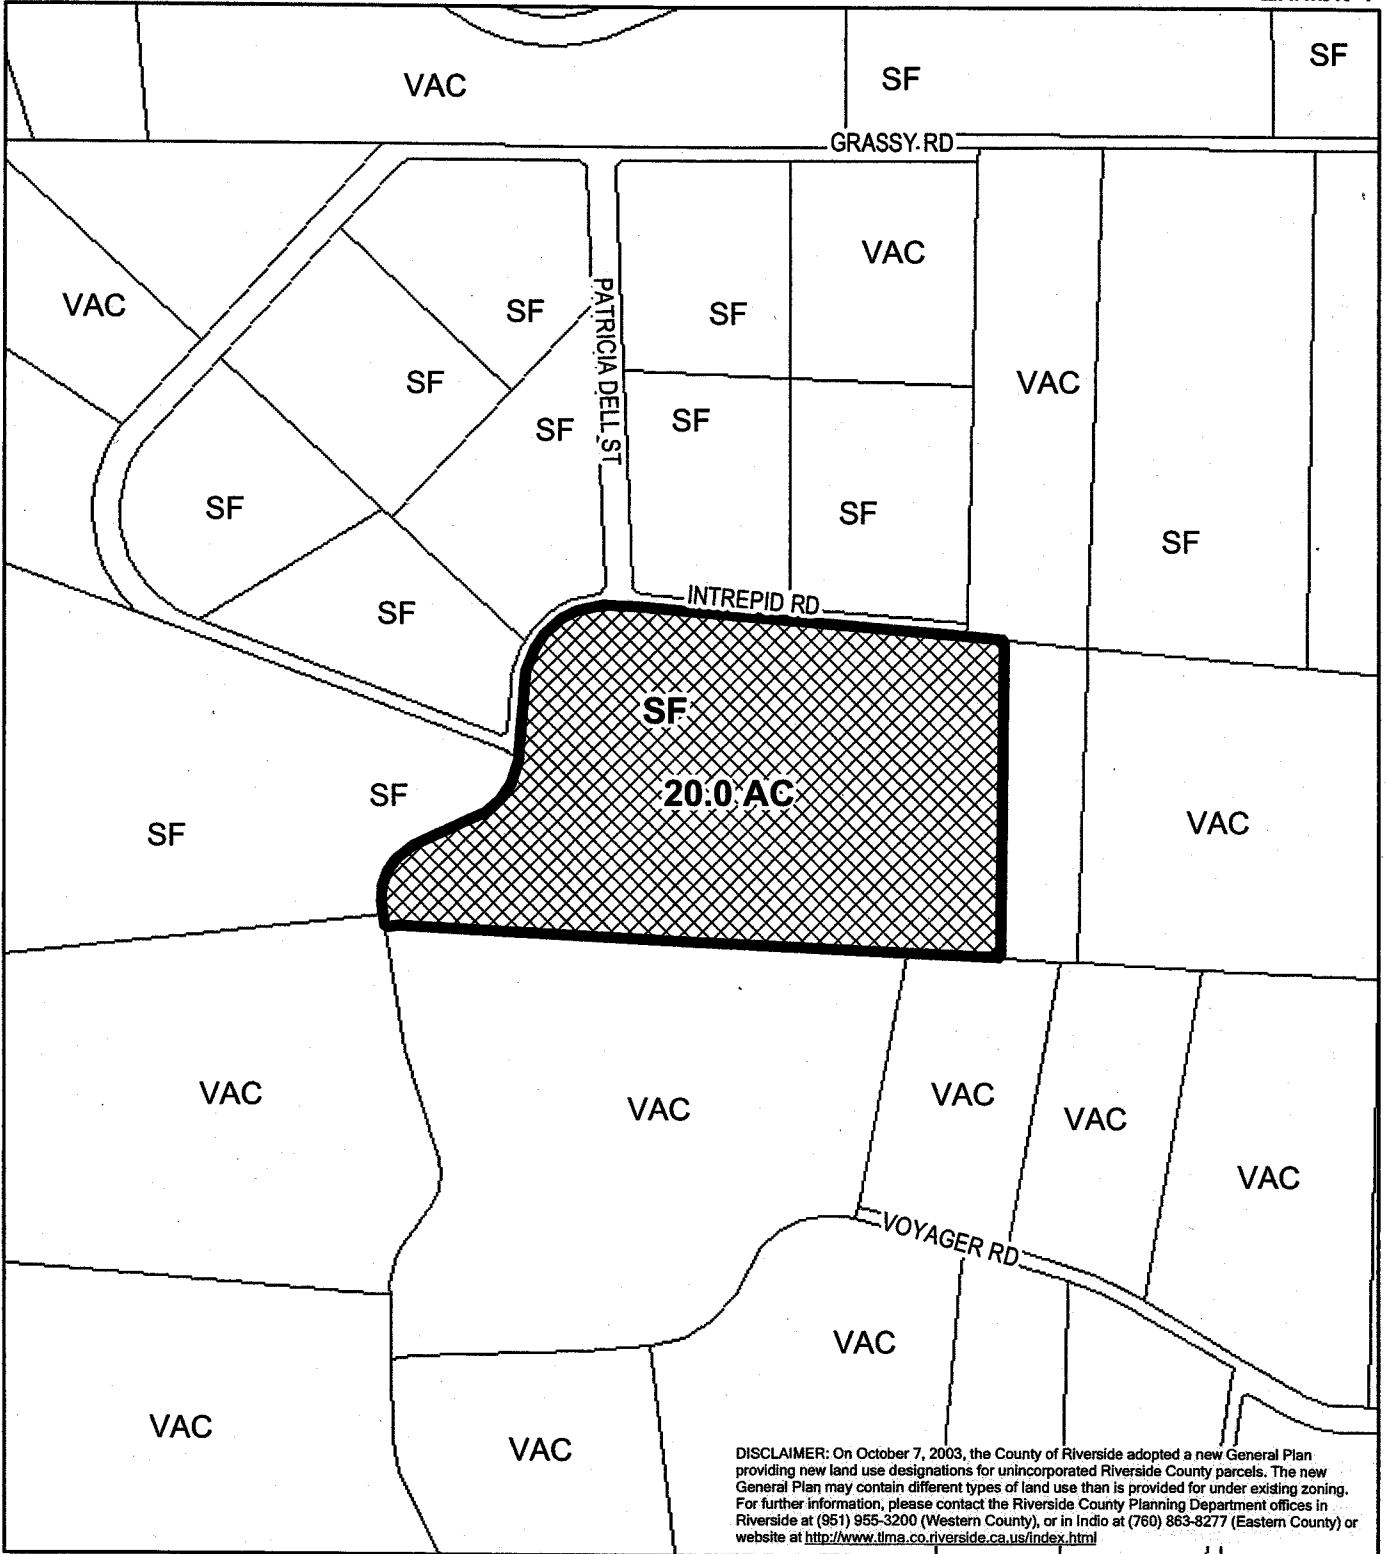 VAC
SF
SF
GRASSY RD
VAC
VAC
SF
SF
PATRICIA DELL ST
SF
VAC
SF
SF
SF
SF
SF
SF
INTREPID RD
SF
SF
20.0 AC
SF
SF
VAC
VAC
VAC
VAC
VAC
VAC
VOYAGER RD
VAC
VAC
VAC
DISCLAIMER: On October 7, 2003, the County of Riverside adopted a new General Plan
providing new land use designations for unincorporated Riverside County parcels. The new
General Plan may contain different types of land use than is provided for under existing zoning.
For further information, please contact the Riverside County Planning Department offices in
Riverside at (951) 955-3200 (Western County), or in Indio at (760) 863-8277 (Eastern County) or
website at http://www.tlma.co.riverside.ca.us/index.html